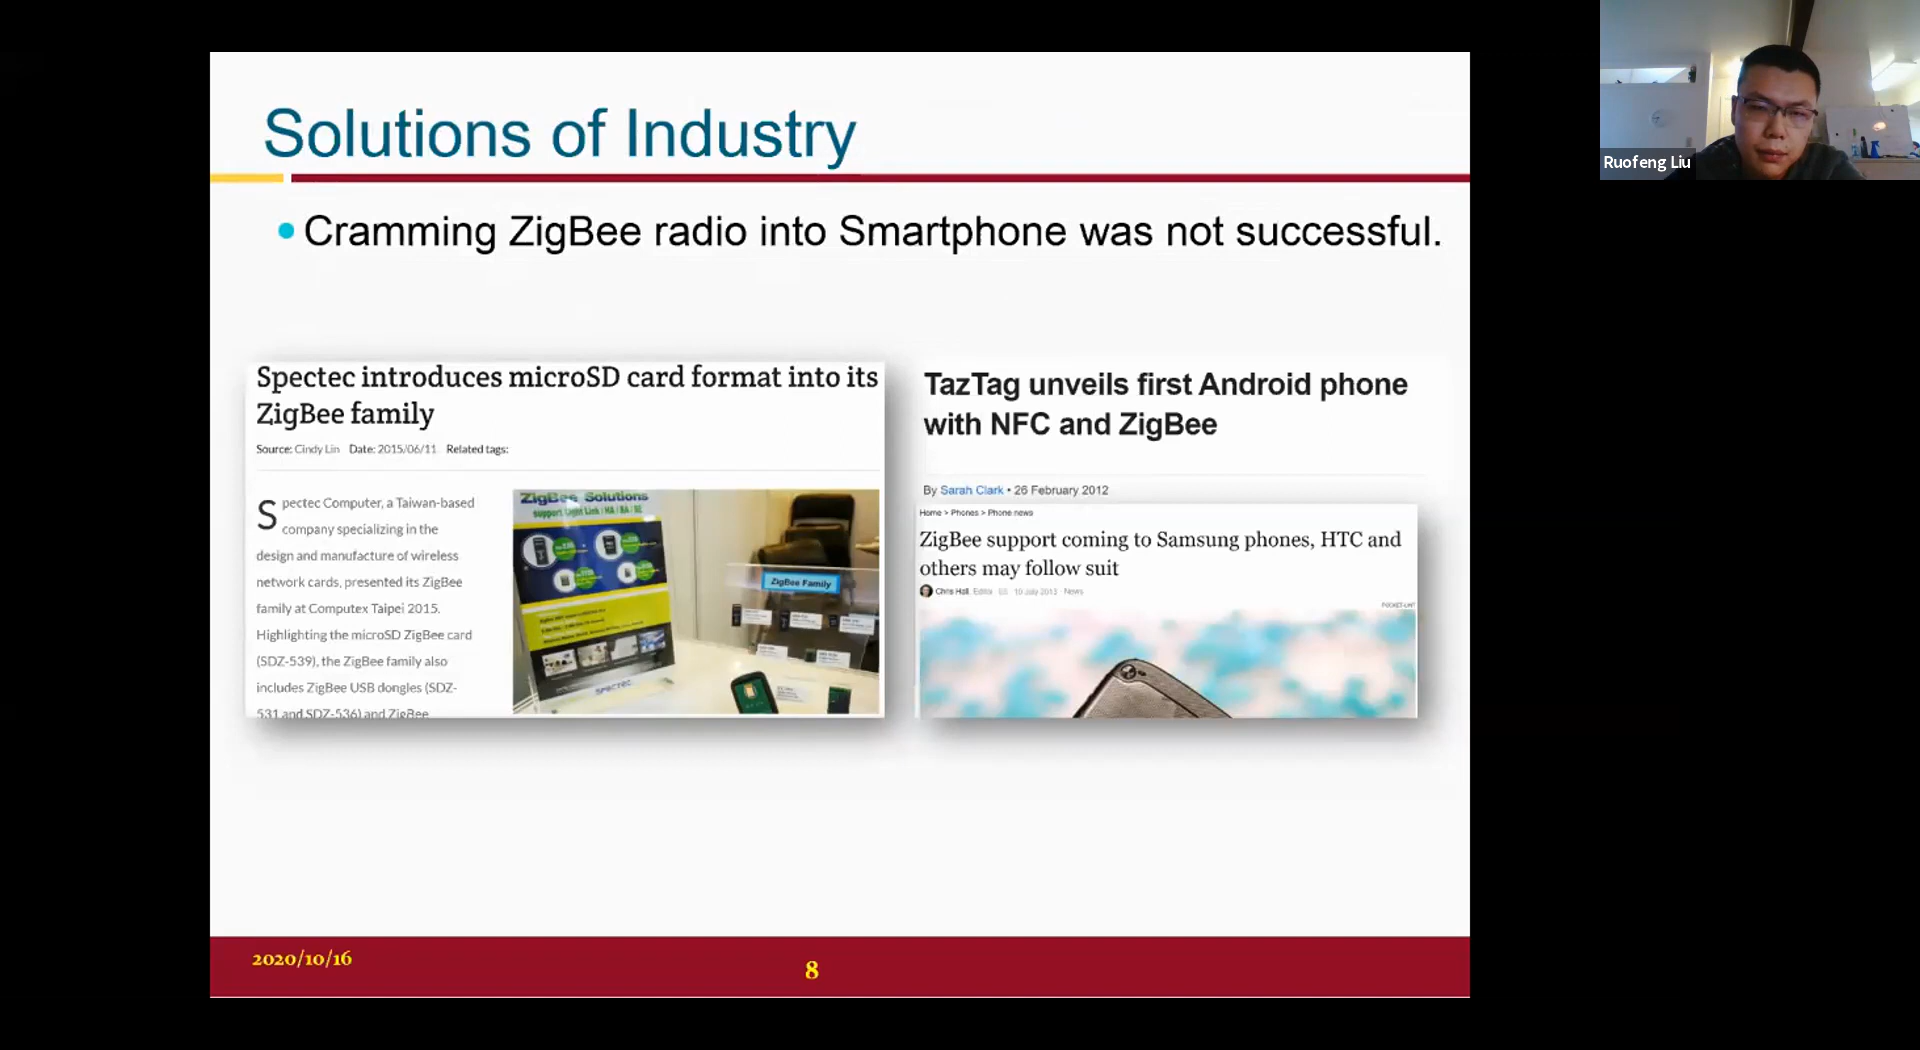 Solutions of Industry
Cramming ZigBee radio into Smartphone was not successful.
Spectec introduces microSD card format into its
ZigBee family
Source: Cindy Lin Date: 2015/06/11 Related tags:
Spectec Computer, a Taiwan-based
company specializing in the
design and manufacture of wireless
network cards, presented its ZigBee
family at Computex Taipei 2015.
Highlighting the microSD ZigBee card
(SDZ-539), the ZigBee family also
includes ZigBee USB dongles (SDZ-
531 and SDZ-536) and ZigBee
ZigBee Solutions
support Light Link / HA / BA / SE
ZigBee Family
SPECTEC
TazTag unveils first Android phone
with NFC and ZigBee
By Sarah Clark • 26 February 2012
Home > Phones > Phone news
ZigBee support coming to Samsung phones, HTC and
others may follow suit
Chris Hall, Editor · 10 July 2013 · News
POCKET-LINT
2020/10/16
8
Ruofeng Liu